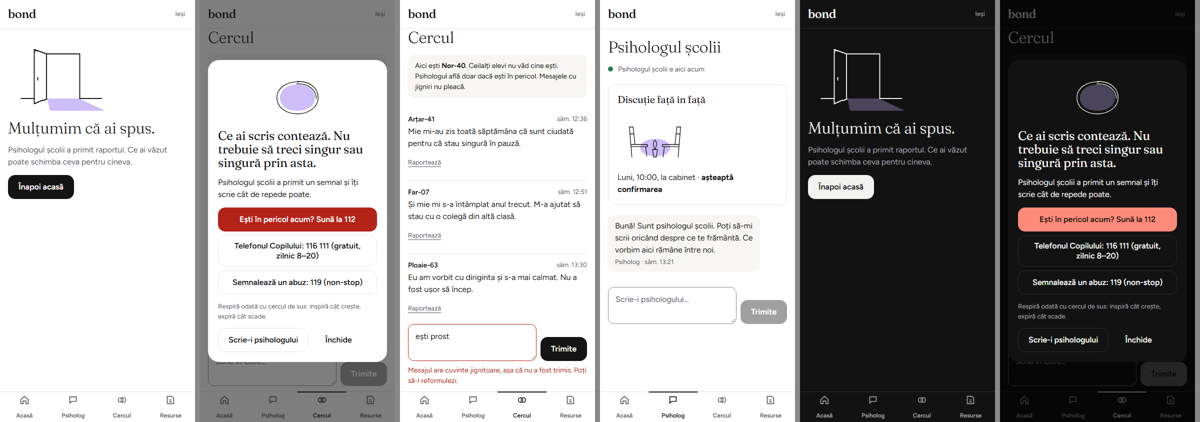 bond
Ieși
Mulțumim că ai spus.
Psihologul școlii a primit raportul. Ce ai văzut
poate schimba ceva pentru cineva.
Înapoi acasă
Acasă
Psiholog
Cercul
Resurse
bond
Ieși
Cercul
Ce ai scris contează. Nu
trebuie să treci singur sau
singură prin asta.
Psihologul școlii a primit un semnal și îți
scrie cât de repede poate.
Ești în pericol acum? Sună la 112
Telefonul Copilului: 116 111 (gratuit,
zilnic 8–20)
Semnalează un abuz: 119 (non-stop)
Respiră odată cu cercul de sus: inspiră cât crește,
expiră cât scade.
Scrie-i psihologului
Închide
Trimite
Acasă
Psiholog
Cercul
Resurse
bond
Ieși
Cercul
Aici ești Nor-40. Ceilalți elevi nu văd cine ești.
Psihologul află doar dacă ești în pericol. Mesajele cu
jigniri nu pleacă.
Arțar-41
sâm. 12:36
Mie mi-au zis toată săptămâna că sunt ciudată
pentru că stau singură în pauză.
Raportează
Far-07
sâm. 12:51
Și mie mi s-a întâmplat anul trecut. M-a ajutat să
stau cu o colegă din altă clasă.
Raportează
Ploaie-63
sâm. 13:30
Eu am vorbit cu diriginta și s-a mai calmat. Nu a
fost ușor să încep.
Raportează
ești prost
Trimite
Mesajul are cuvinte jignitoare, așa că nu a fost trimis. Poți
să-l reformulezi.
Acasă
Psiholog
Cercul
Resurse
bond
Ieși
Psihologul școlii
Psihologul școlii e aici acum
Discuție față în față
Luni, 10:00, la cabinet · așteaptă
confirmarea
Bună! Sunt psihologul școlii. Poți să-mi
scrii oricând despre ce te frământă. Ce
vorbim aici rămâne între noi.
Psiholog · sâm. 13:21
Scrie-i psihologului...
Trimite
Acasă
Psiholog
Cercul
Resurse
bond
Ieși
Mulțumim că ai spus.
Psihologul școlii a primit raportul. Ce ai văzut
poate schimba ceva pentru cineva.
Înapoi acasă
Acasă
Psiholog
Cercul
Resurse
bond
Ieși
Cercul
Ce ai scris contează. Nu
trebuie să treci singur sau
singură prin asta.
Psihologul școlii a primit un semnal și îți
scrie cât de repede poate.
Ești în pericol acum? Sună la 112
Telefonul Copilului: 116 111 (gratuit,
zilnic 8–20)
Semnalează un abuz: 119 (non-stop)
Respiră odată cu cercul de sus: inspiră cât crește,
expiră cât scade.
Scrie-i psihologului
Închide
Trimite
Acasă
Psiholog
Cercul
Resurse